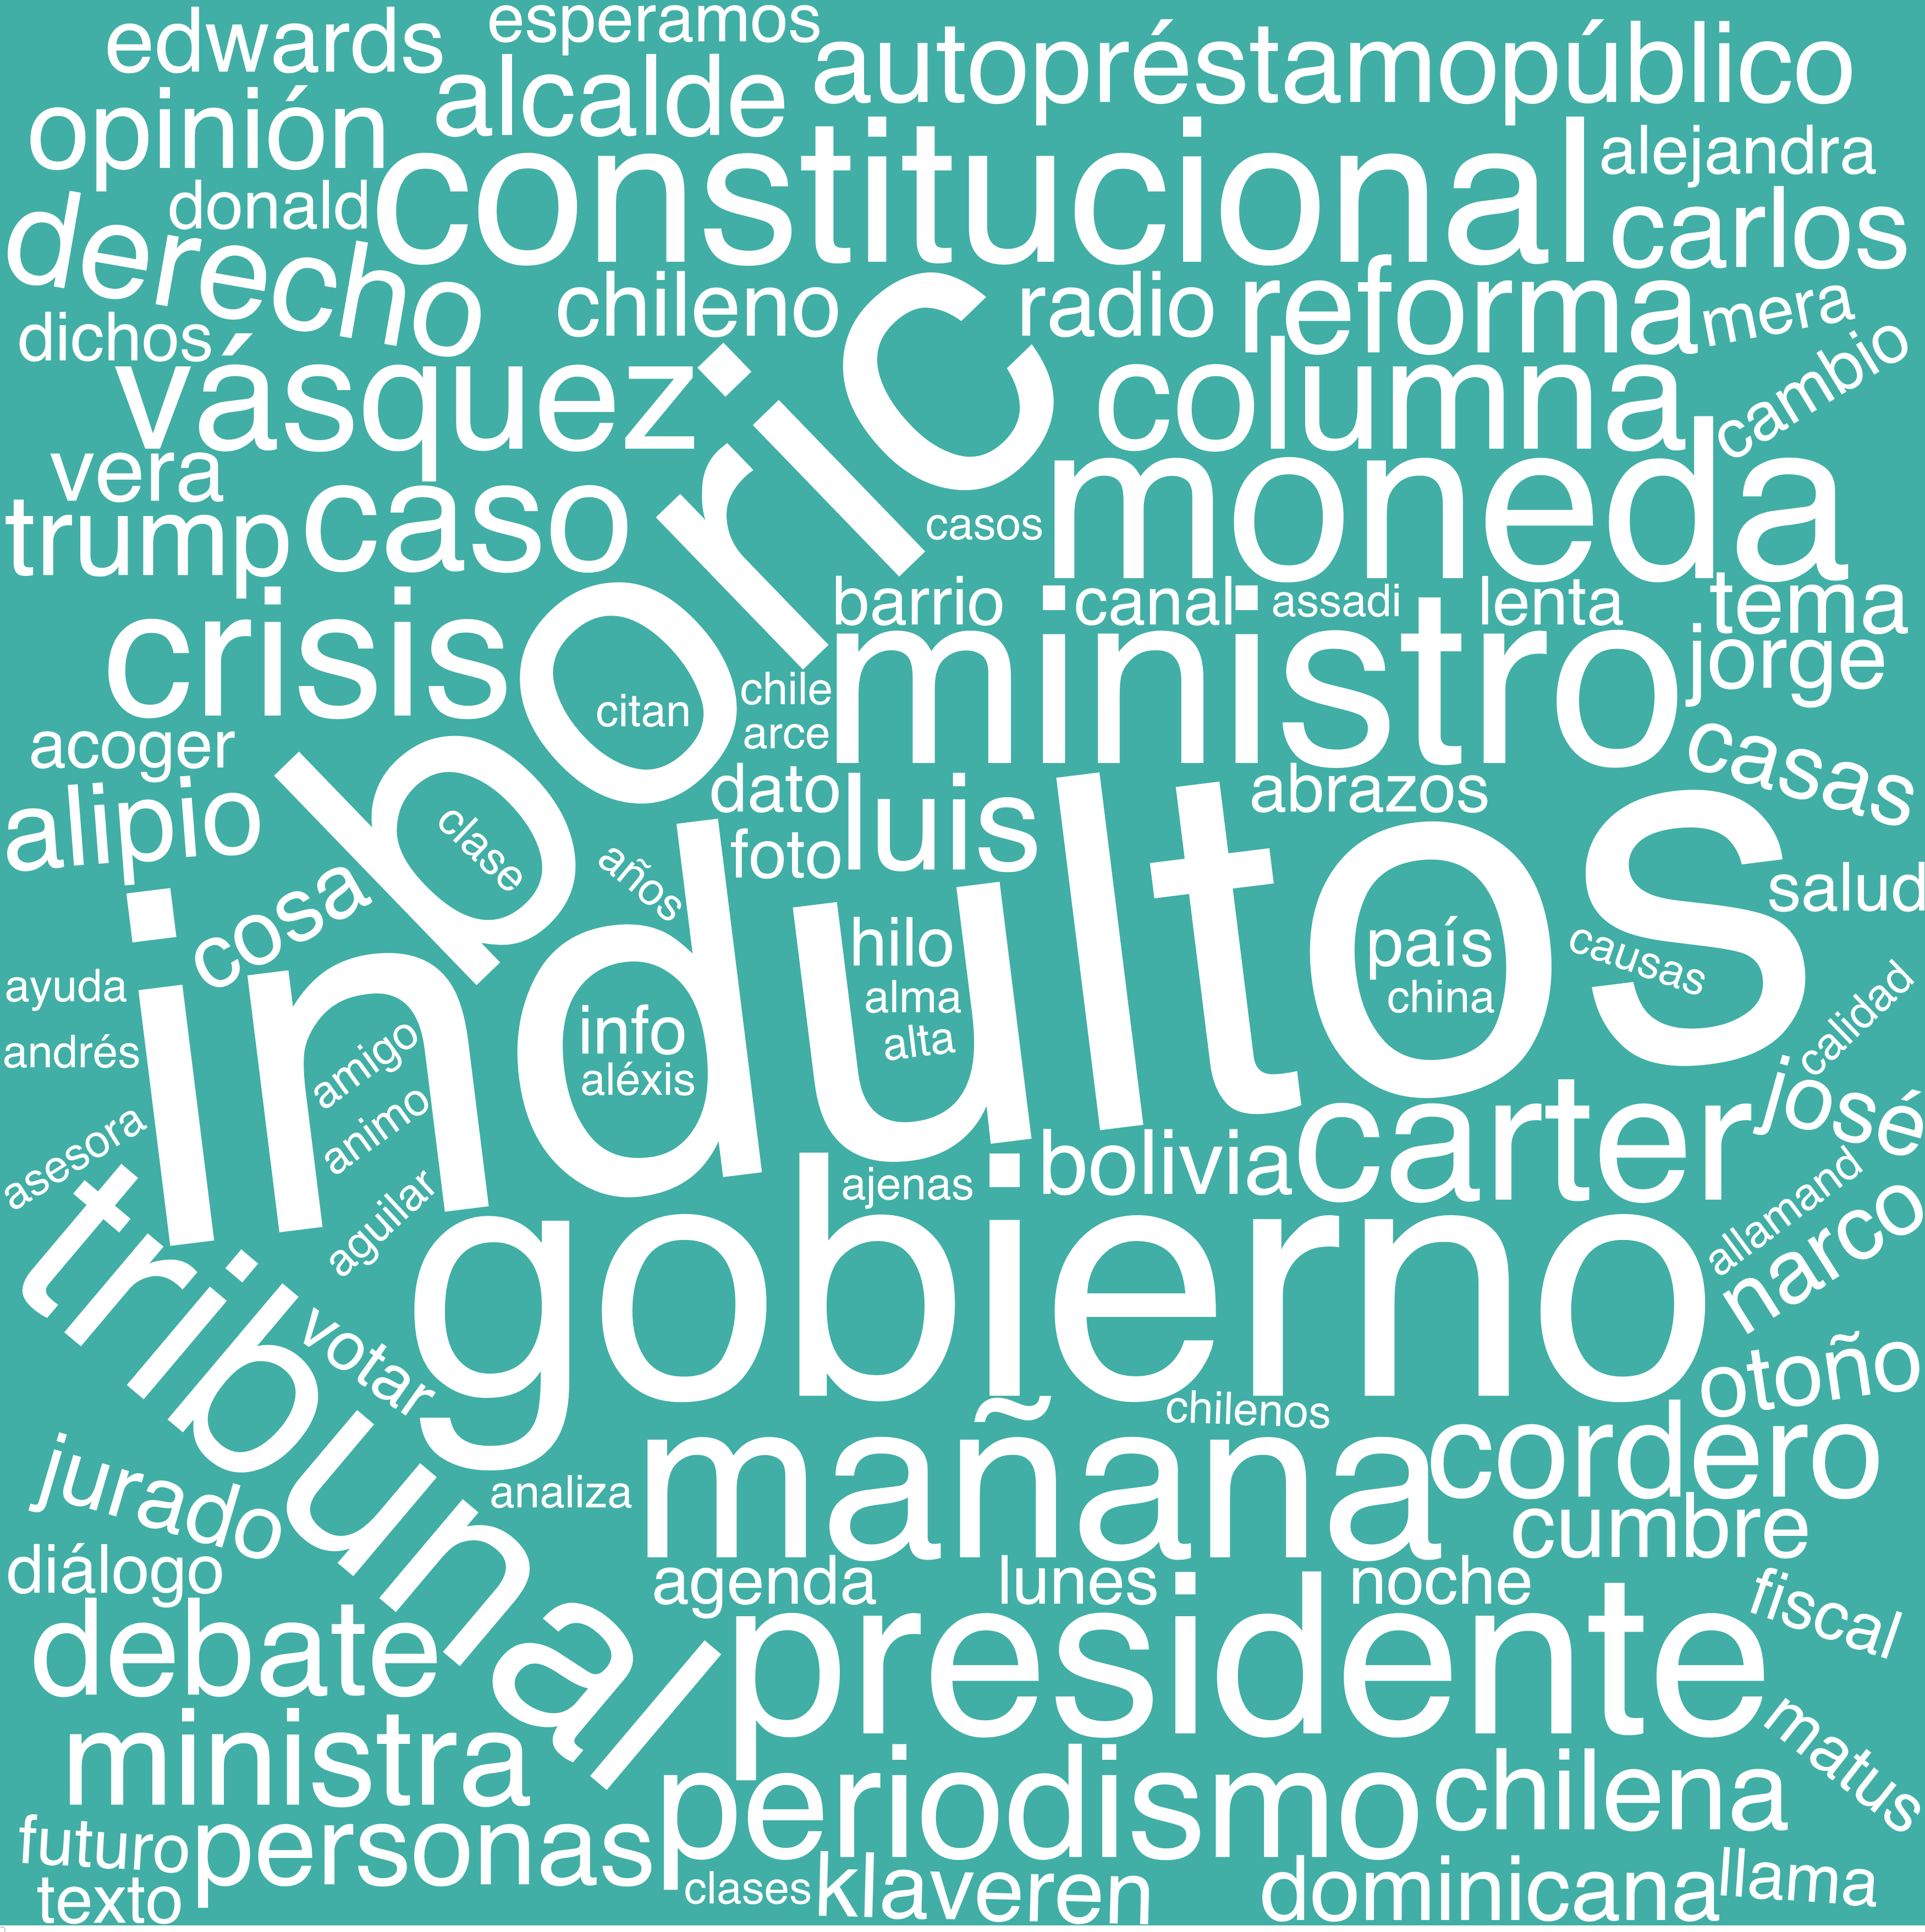 edwards
esperamos
autopréstamopúblico
opinión
alcalde
constitucional
alejandra
donald
carlos
derecho
chileno
radio
reforma
mera
dichos
vásquez
boric
columna
cambio
vera
trump
caso
casos
moneda
crisis
barrio
canal
assadi
lenta
tema
ministro
jorge
citan
chile
arce
acoger
casas
alipio
dato
luis
abrazos
foto
clase
años
indultos
salud
cosa
hilo
país
causas
ayuda
info
alma
china
calidad
andrés
amigo
aléxis
alta
josé
animo
asesora
carter
bolivia
ajenas
allamand
aguilar
tribunal
gobierno
narco
votar
otoño
chilenos
jurado
mañana
cordero
analiza
cumbre
diálogo
agenda
lunes
noche
fiscal
debate
presidente
matus
ministra
periodismo
chilena
futuro
personas
clases
klaveren
dominicana
llama
texto